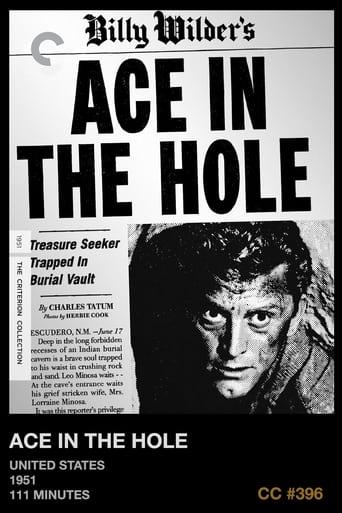 Billy Wilder's
ACE IN
THE HOLE
Treasure Seeker
Trapped In
Burial Vault
By CHARLES TATUM
Photos by HERBIE COOK
ESCUDERO, N.M. —June 17
Deep in the long forbidden
recesses of an Indian burial
cavern is a brave soul trapped
to his waist in crushing rock
and sand. Leo Minosa waits - -
At the cave's entrance waits
his grief stricken wife, Mrs.
Lorraine Minosa.
It was this reporter's privilege
1951
THE CRITERION COLLECTION
ACE IN THE HOLE
UNITED STATES
1951
111 MINUTES
CC #396